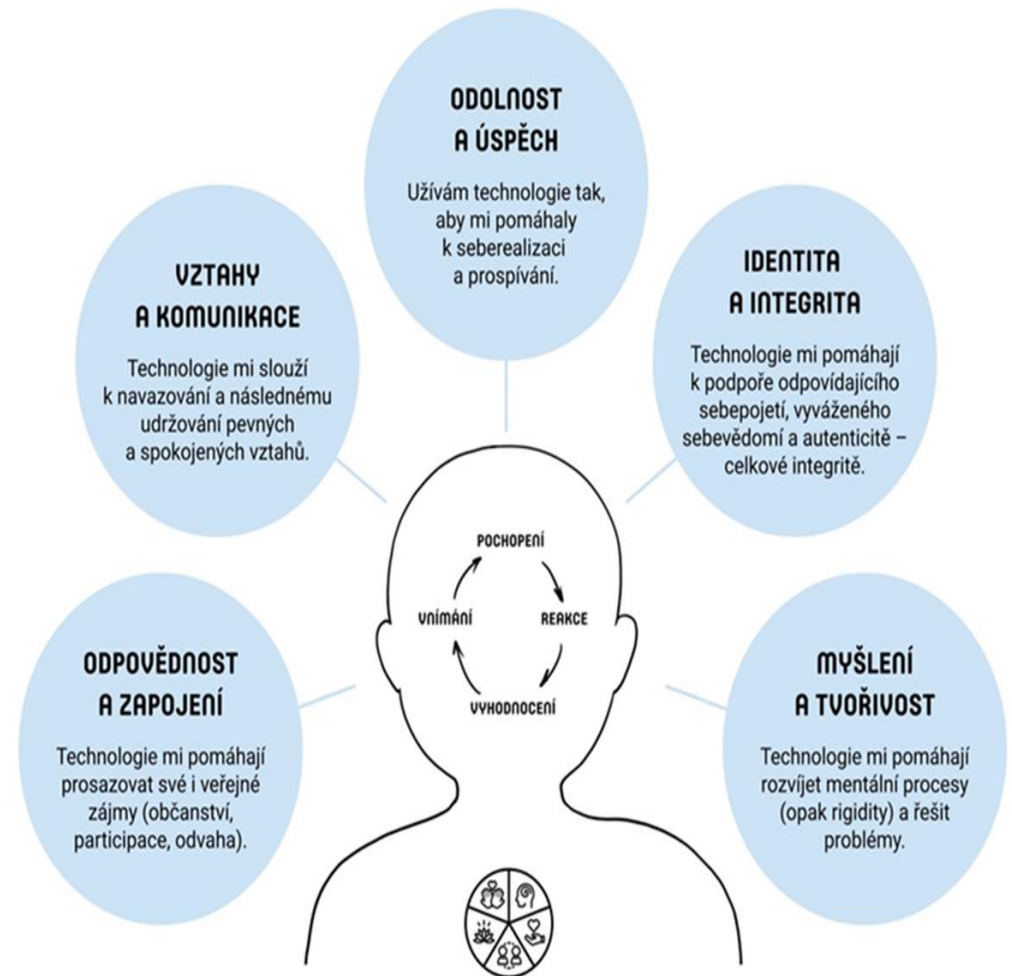 ODOLNOST
A ÚSPĚCH
Užívám technologie tak,
aby mi pomáhaly
k seberealizaci
a prospívání.
VZTAHY
A KOMUNIKACE
Technologie mi slouží
k navazování a následnému
udržování pevných
a spokojených vztahů.
IDENTITA
A INTEGRITA
Technologie mi pomáhají
k podpoře odpovídajícího
sebepojetí, vyváženého
sebevědomí a autenticitě –
celkové integritě.
POCHOPENÍ
VNÍMÁNÍ
REAKCE
VYHODNOCENÍ
ODPOVĚDNOST
A ZAPOJENÍ
Technologie mi pomáhají
prosazovat své i veřejné
zájmy (občanství,
participace, odvaha).
MYŠLENÍ
A TVOŘIVOST
Technologie mi pomáhají
rozvíjet mentální procesy
(opak rigidity) a řešit
problémy.